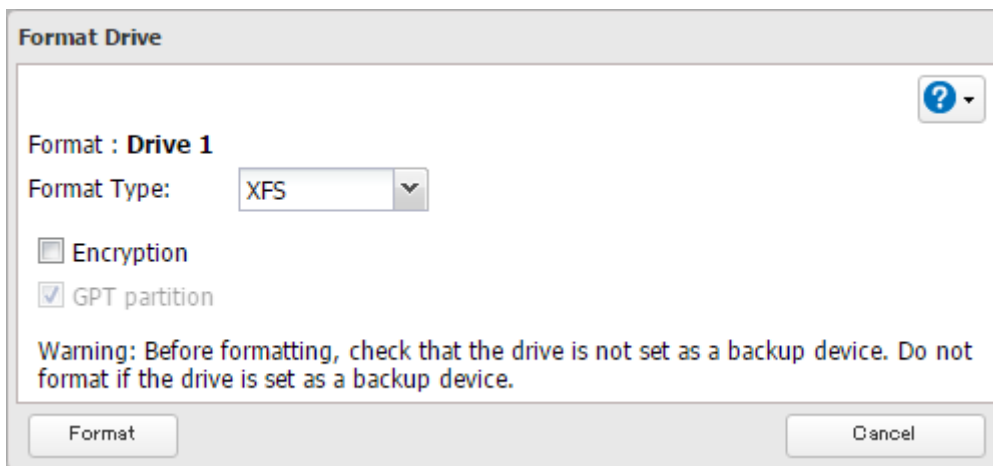 Format Drive
?
Format : Drive 1
Format Type: XFS
Encryption
GPT partition
Warning: Before formatting, check that the drive is not set as a backup device. Do not
format if the drive is set as a backup device.
Format Cancel